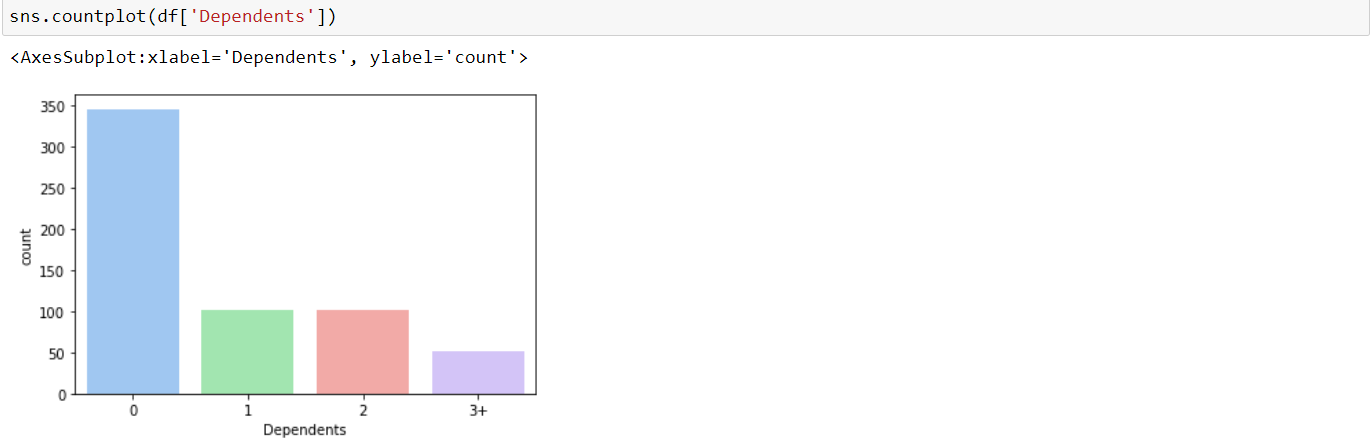 sns.countplot(df['Dependents'])
<AxesSubplot:xlabel='Dependents', ylabel='count'>
350
300
250
200
150
100
50
0
count
0 1 2 3+
Dependents